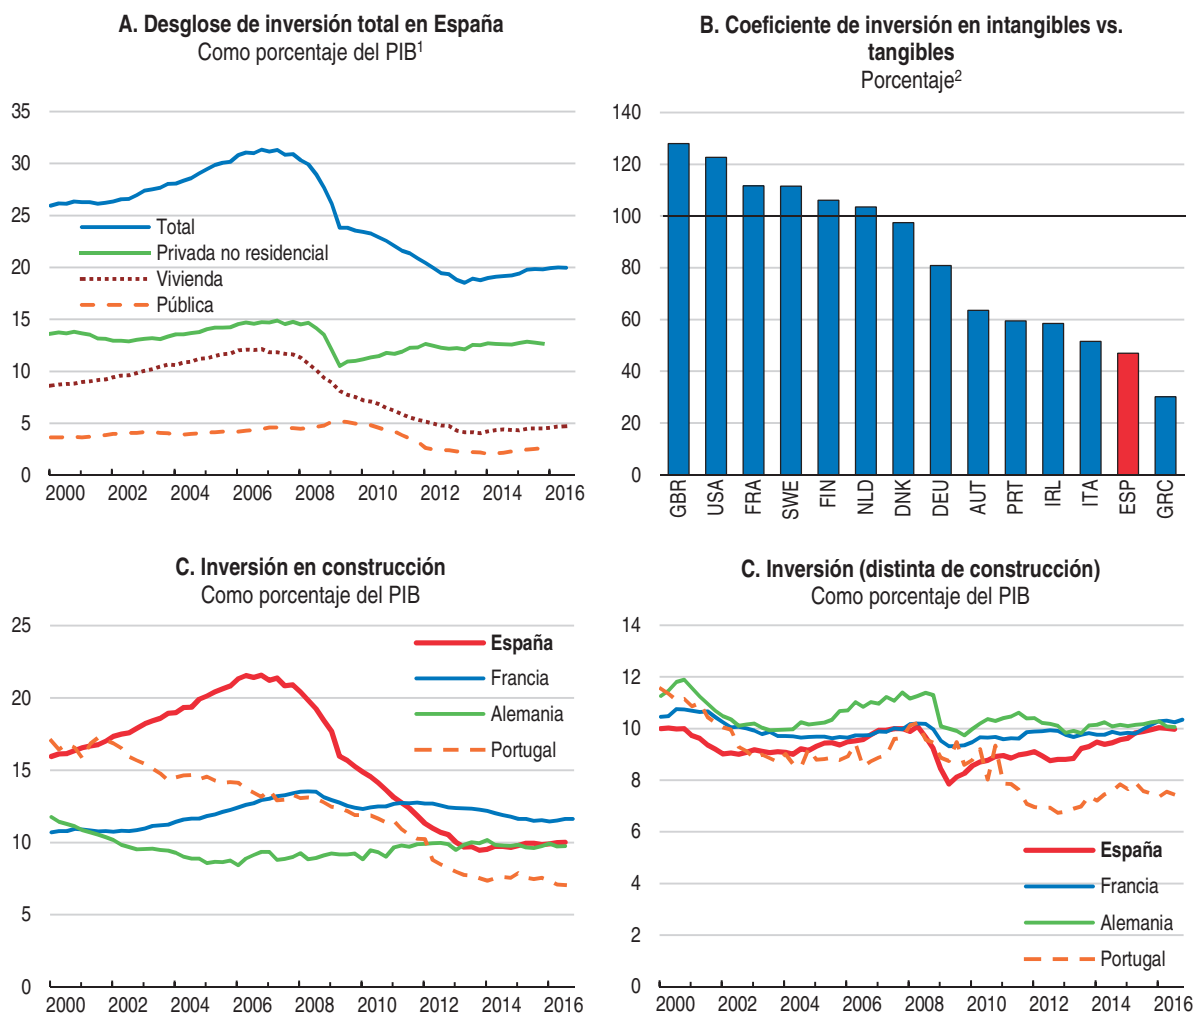 A. Desglose de inversión total en España
Como porcentaje del PIB¹
35
30
25
20
15
10
5
0
Total
Privada no residencial
Vivienda
Pública
2000 2002 2004 2006 2008 2010 2012 2014 2016
B. Coeficiente de inversión en intangibles vs.
tangibles
Porcentaje²
140
120
100
80
60
40
20
0
GBR USA FRA SWE FIN NLD DNK DEU AUT PRT IRL ITA ESP GRC
C. Inversión en construcción
Como porcentaje del PIB
25
20
15
10
5
0
España
Francia
Alemania
Portugal
2000 2002 2004 2006 2008 2010 2012 2014 2016
C. Inversión (distinta de construcción)
Como porcentaje del PIB
14
12
10
8
6
4
2
0
España
Francia
Alemania
Portugal
2000 2002 2004 2006 2008 2010 2012 2014 2016